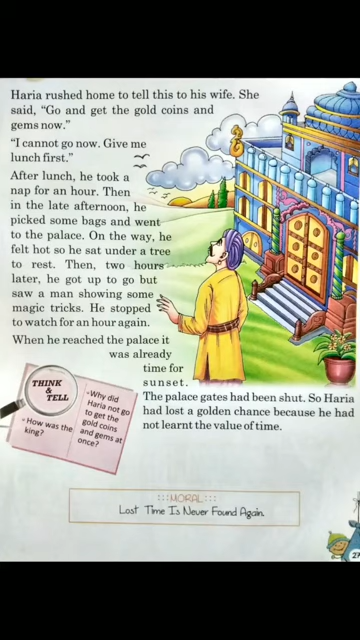 Haria rushed home to tell this to his wife. She
said, "Go and get the gold coins and
gems now."
"I cannot go now. Give me
lunch first."
After lunch, he took a
nap for an hour. Then
in the late afternoon, he
picked some bags and went
to the palace. On the way, he
felt hot so he sat under a tree
to rest. Then, two hours
later, he got up to go but
saw a man showing some
magic tricks. He stopped
to watch for an hour again.
When he reached the palace it
was already
time for
sunset.
The palace gates had been shut. So Haria
had lost a golden chance because he had
not learnt the value of time.
THINK
&
TELL
- How was the
king?
- Why did
Haria not go
to get the
gold coins
and gems at
once?
:::MORAL:::
Lost Time Is Never Found Again.
27